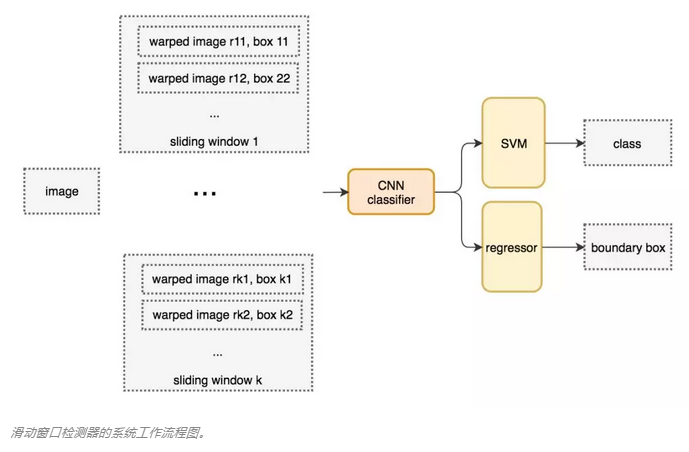 warped image r11, box 11
warped image r12, box 22
...
sliding window 1
image
...
CNN
classifier
SVM
class
regressor
boundary box
warped image rk1, box k1
warped image rk2, box k2
...
sliding window k
滑动窗口检测器的系统工作流程图。